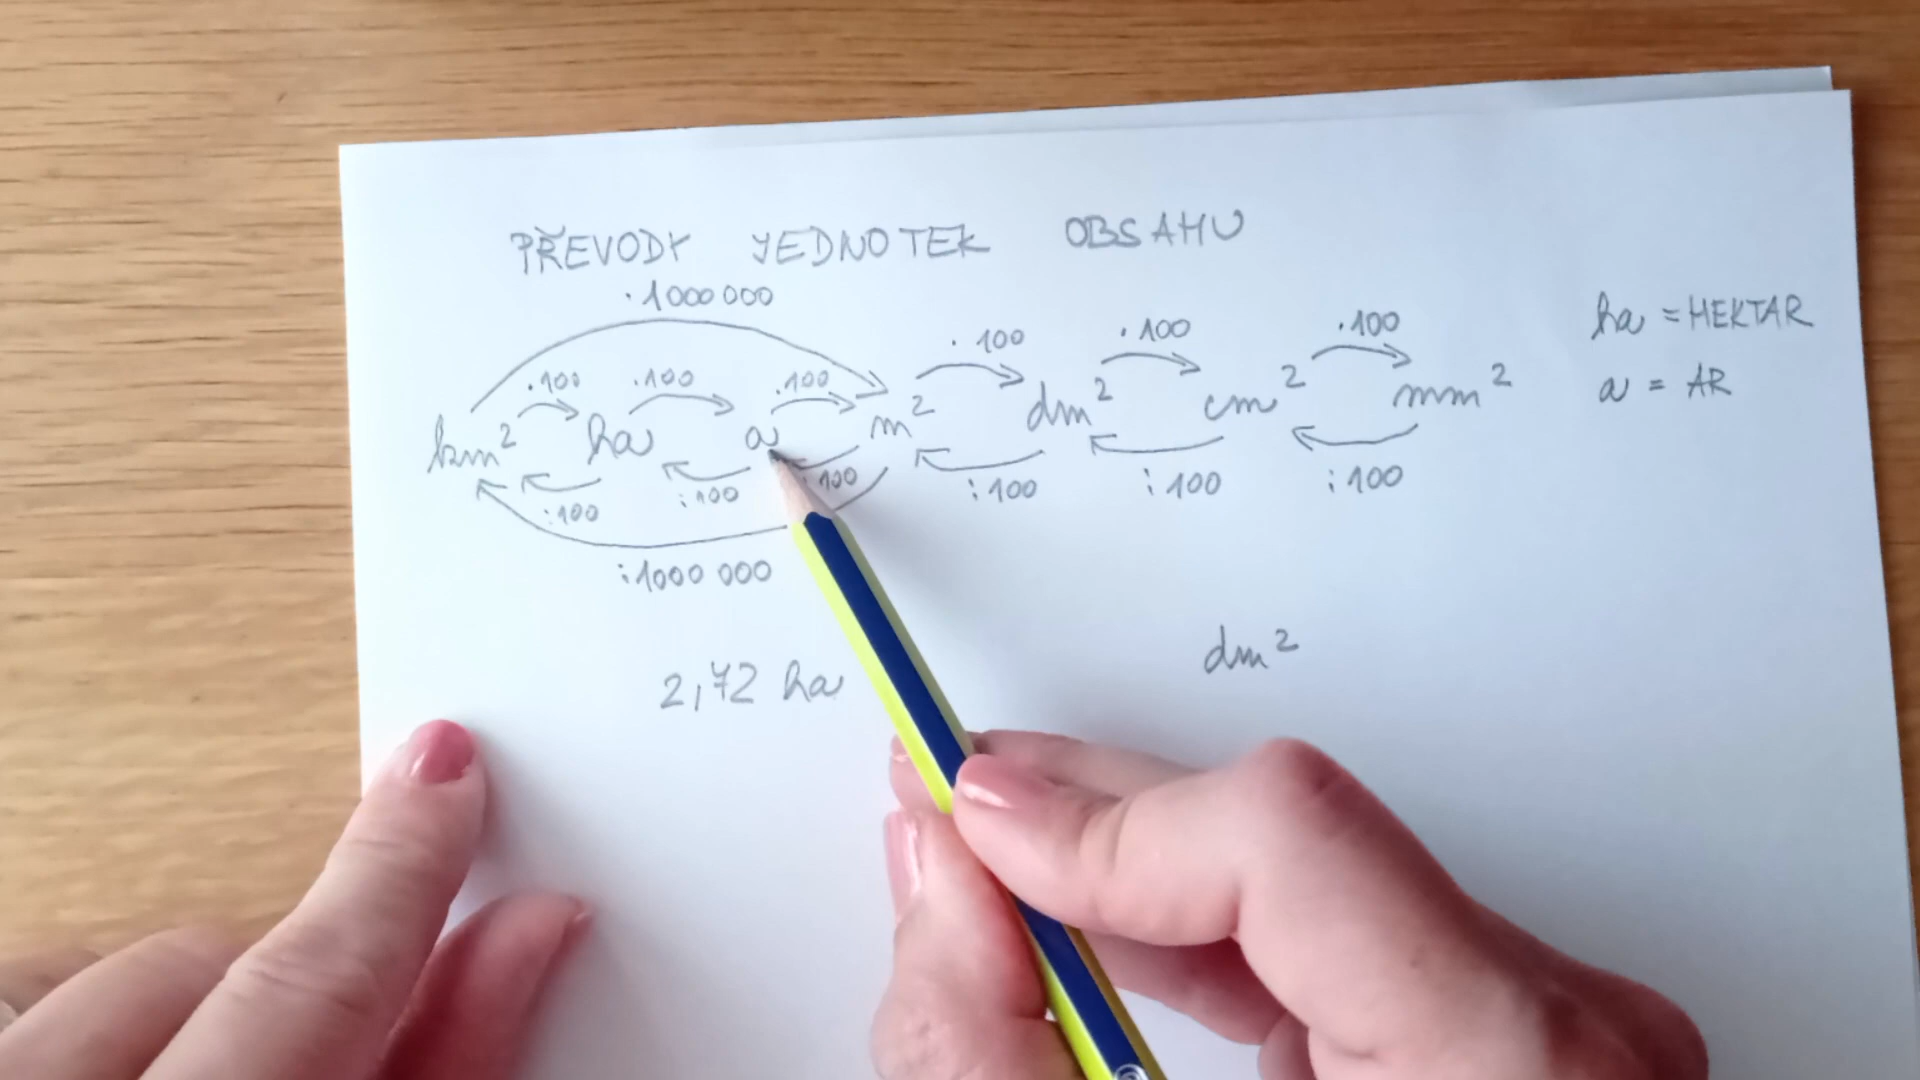 PŘEVODY JEDNOTEK OBSAHU
.1000 000
.100 .100 .100 .100 .100 .100
km² ha a m² dm² cm² mm²
:100 :100 :100 :100 :100 :100
:1000 000
ha = HEKTAR
a = AR
2,72 ha dm²